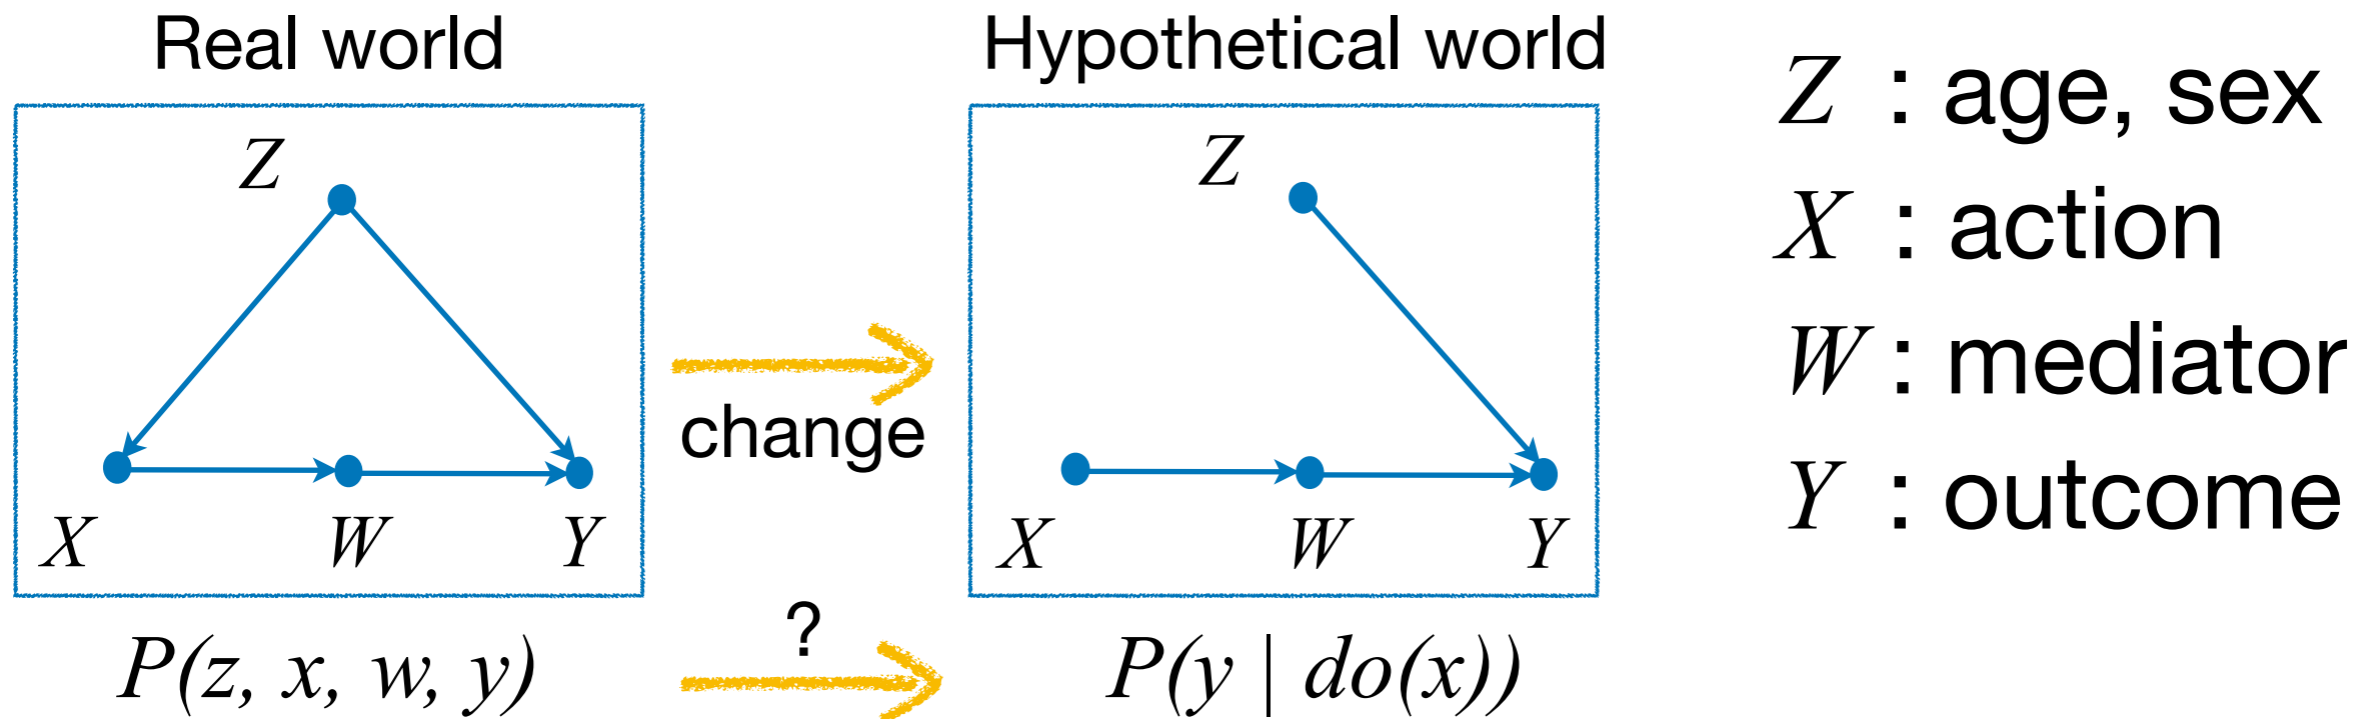 Real world
Hypothetical world
Z
X
W
Y
change
Z
X
W
Y
P(z, x, w, y)
?
P(y | do(x))
Z : age, sex
X : action
W : mediator
Y : outcome